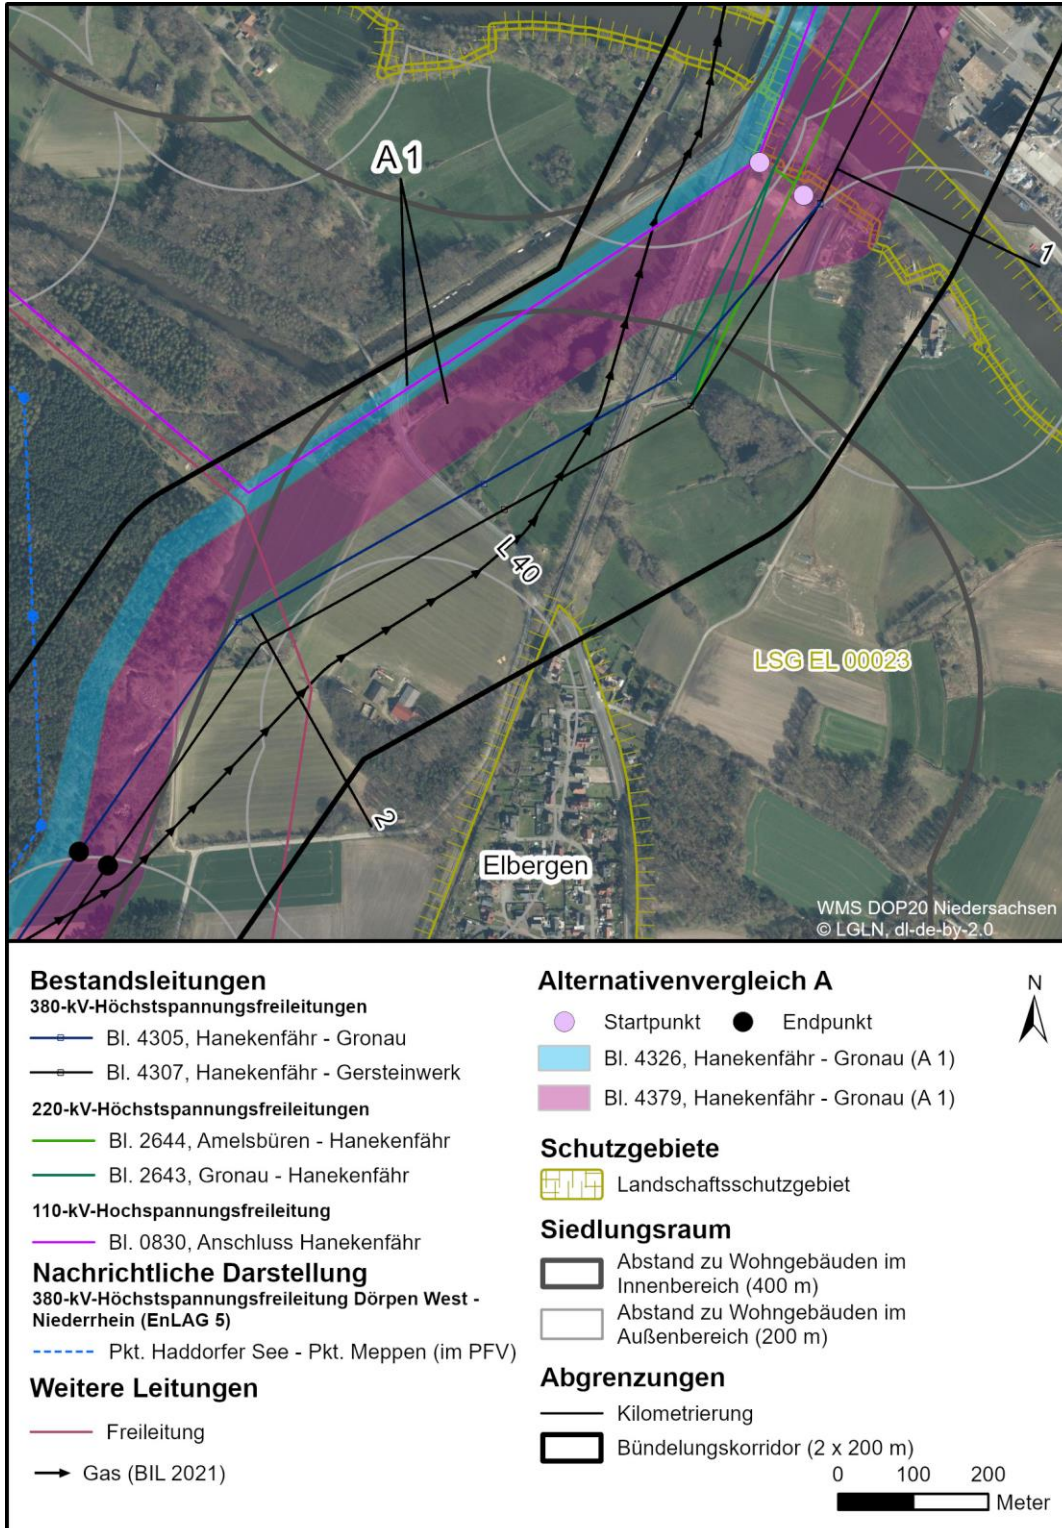 A 1
1
L 40
LSG EL 00023
2
Elbergen
WMS DOP20 Niedersachsen
© LGLN, dl-de-by-2.0
Bestandsleitungen
380-kV-Höchstspannungsfreileitungen
Bl. 4305, Hanekenfähr - Gronau
Bl. 4307, Hanekenfähr - Gersteinwerk
220-kV-Höchstspannungsfreileitungen
Bl. 2644, Amelsbüren - Hanekenfähr
Bl. 2643, Gronau - Hanekenfähr
110-kV-Hochspannungsfreileitung
Bl. 0830, Anschluss Hanekenfähr
Nachrichtliche Darstellung
380-kV-Höchstspannungsfreileitung Dörpen West -
Niederrhein (EnLAG 5)
Pkt. Haddorfer See - Pkt. Meppen (im PFV)
Weitere Leitungen
Freileitung
Gas (BIL 2021)
Alternativenvergleich A
Startpunkt
Endpunkt
Bl. 4326, Hanekenfähr - Gronau (A 1)
Bl. 4379, Hanekenfähr - Gronau (A 1)
Schutzgebiete
Landschaftsschutzgebiet
Siedlungsraum
Abstand zu Wohngebäuden im
Innenbereich (400 m)
Abstand zu Wohngebäuden im
Außenbereich (200 m)
Abgrenzungen
Kilometrierung
Bündelungskorridor (2 x 200 m)
N
0 100 200
Meter